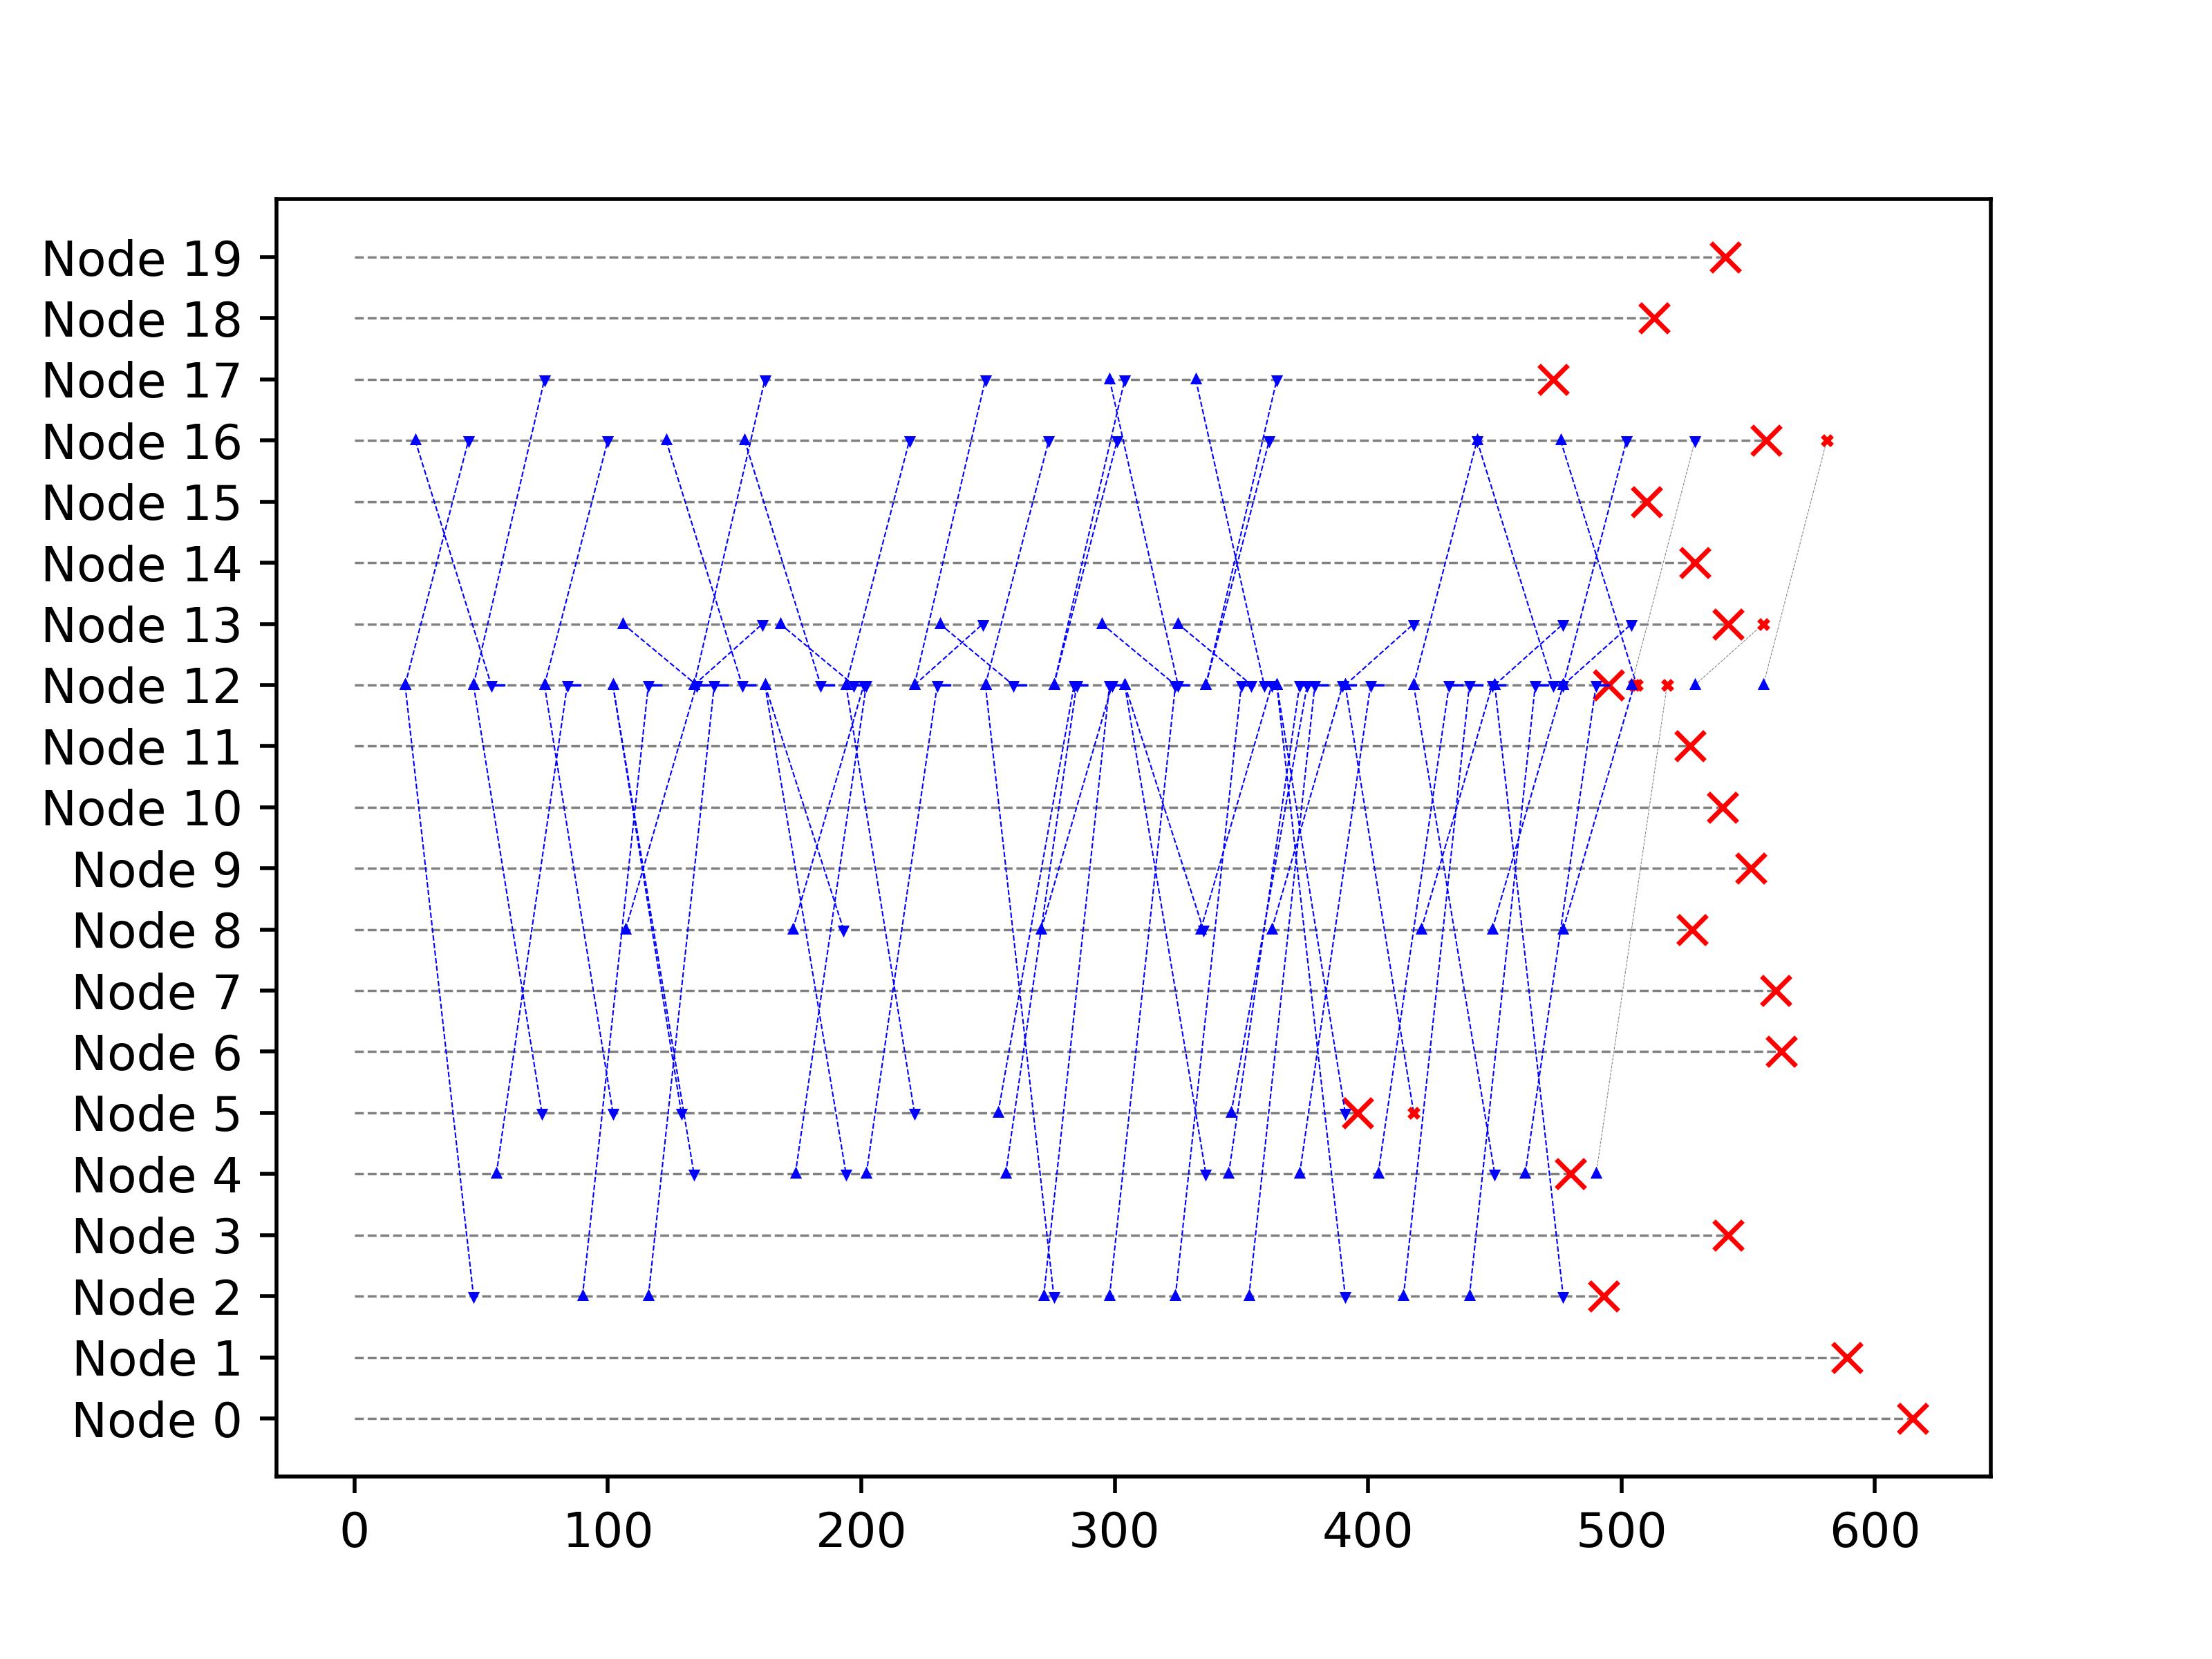 Node 19
Node 18
Node 17
Node 16
Node 15
Node 14
Node 13
Node 12
Node 11
Node 10
Node 9
Node 8
Node 7
Node 6
Node 5
Node 4
Node 3
Node 2
Node 1
Node 0
0 100 200 300 400 500 600